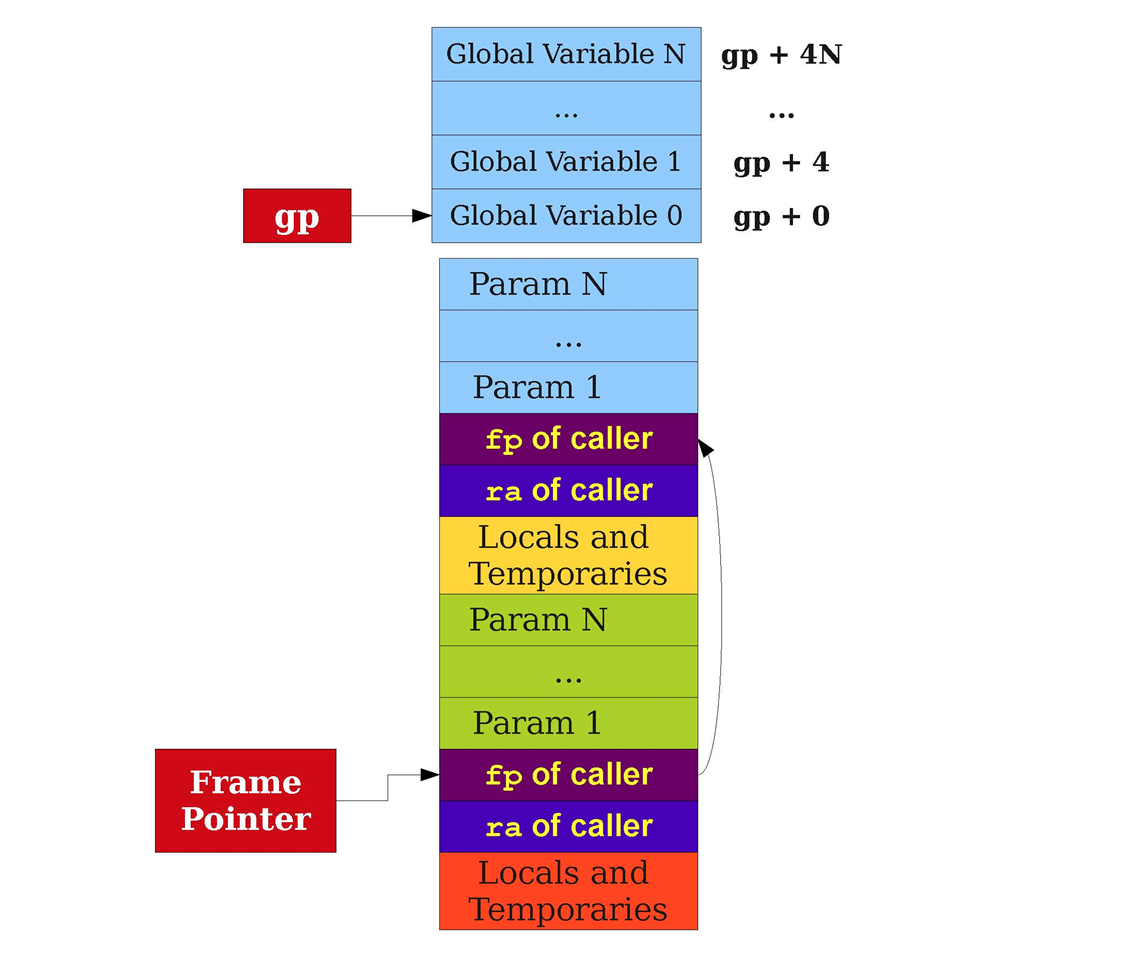 Global Variable N gp + 4N
... ...
Global Variable 1 gp + 4
gp Global Variable 0 gp + 0
Param N
...
Param 1
fp of caller
ra of caller
Locals and
Temporaries
Param N
...
Param 1
fp of caller
Frame
Pointer
ra of caller
Locals and
Temporaries